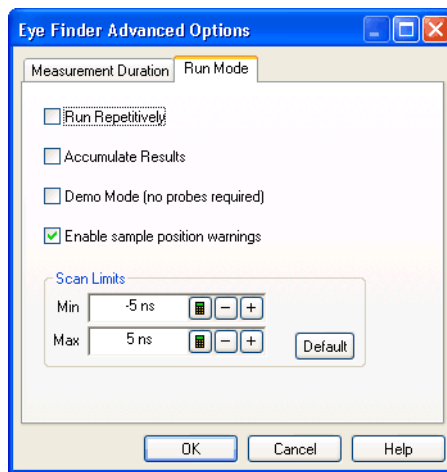 Eye Finder Advanced Options
Measurement Duration Run Mode
Run Repetitively
Accumulate Results
Demo Mode (no probes required)
Enable sample position warnings
Scan Limits
Min -5 ns - +
Max 5 ns - + Default
OK Cancel Help